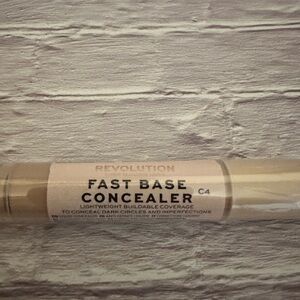 REVOLUTION
FAST BASE
CONCEALER C4
LIGHTWEIGHT BUILDABLE COVERAGE
TO CONCEAL DARK CIRCLES AND IMPERFECTIONS